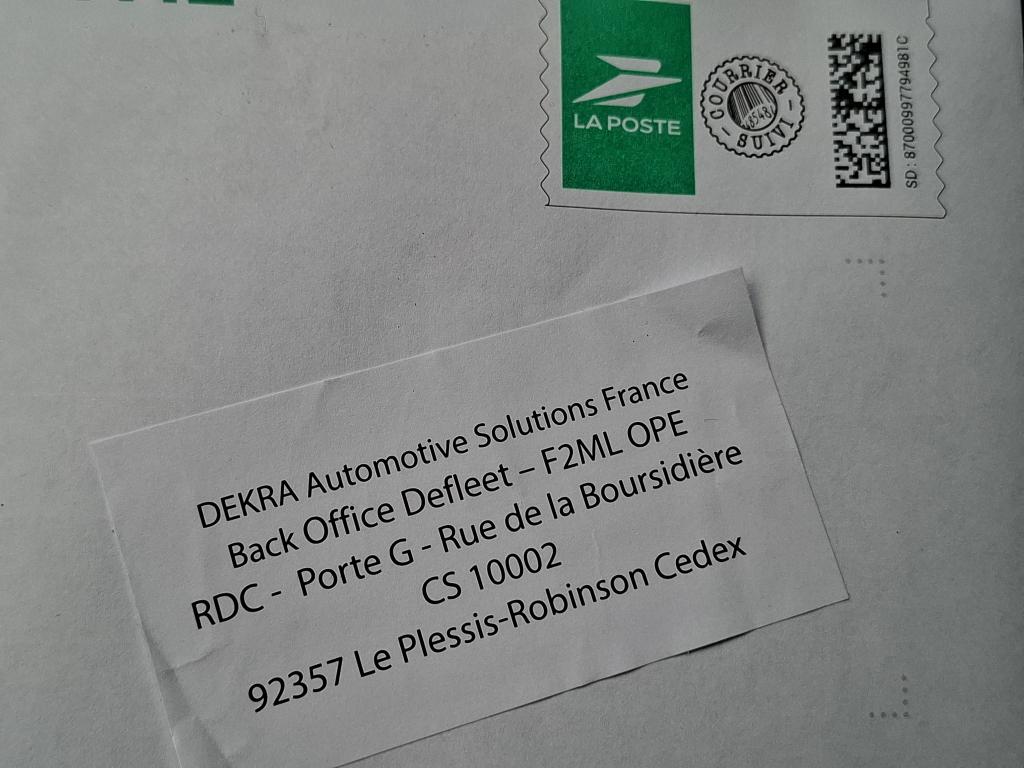 LA POSTE
COURRIER
SUIVI
SD : 87000997794981C
DEKRA Automotive Solutions France
Back Office Defleet – F2ML OPE
RDC - Porte G - Rue de la Boursidière
CS 10002
92357 Le Plessis-Robinson Cedex